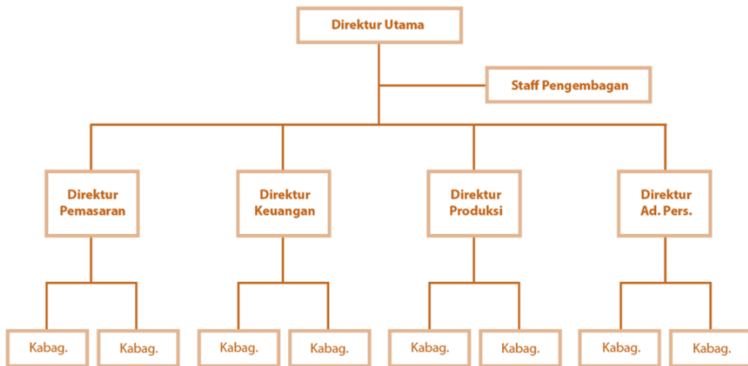 Direktur Utama
Staff Pengembagan
Direktur
Pemasaran
Direktur
Keuangan
Direktur
Produksi
Direktur
Ad. Pers.
Kabag.
Kabag.
Kabag.
Kabag.
Kabag.
Kabag.
Kabag.
Kabag.